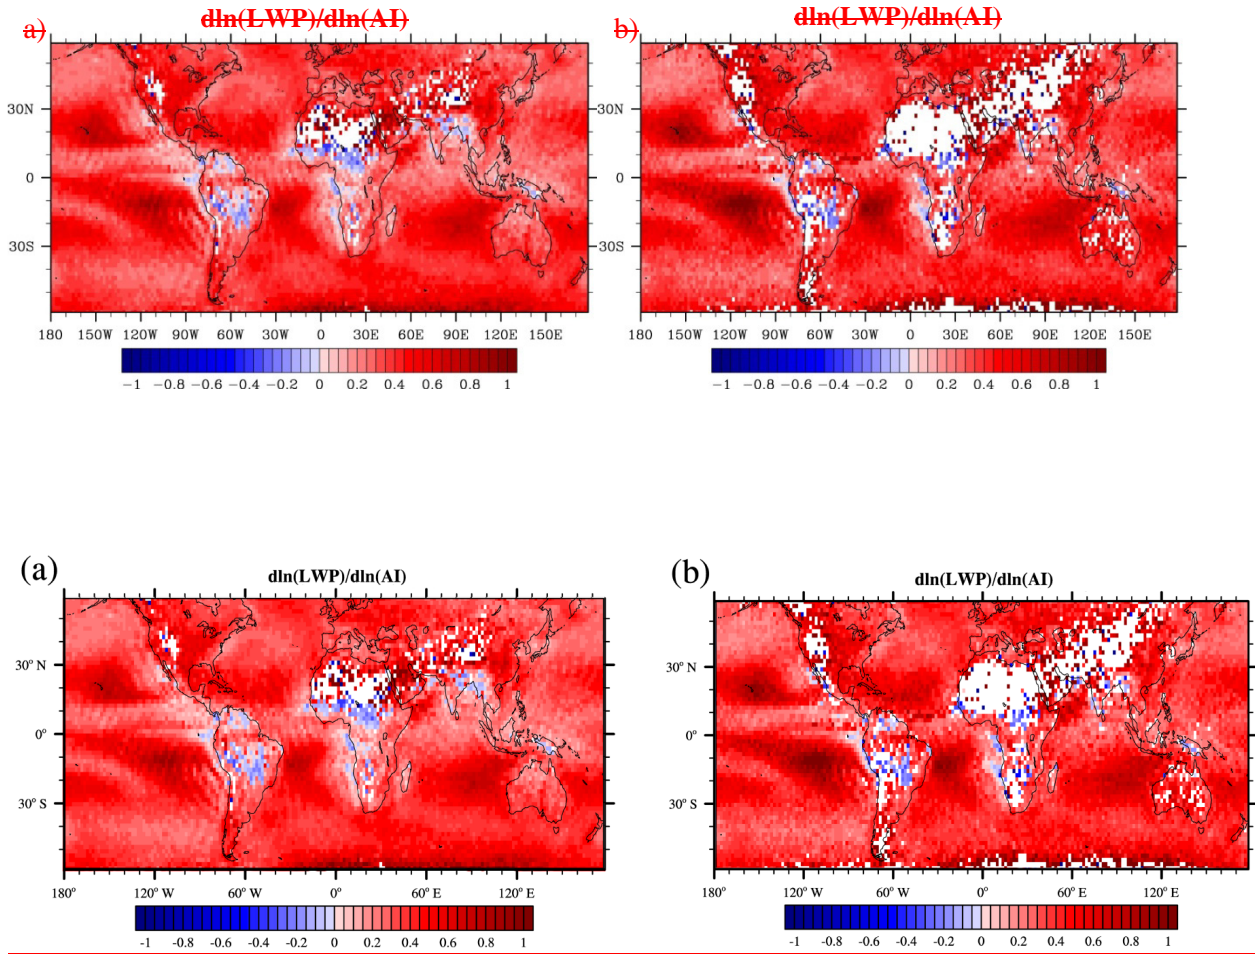 dln(LWP)/dln(AI) dln(LWP)/dln(AI)
a) b)
30N 30N
0 0
30S 30S
180 150W 120W 90W 60W 30W 0 30E 60E 90E 120E 150E 180 150W 120W 90W 60W 30W 0 30E 60E 90E 120E 150E
−1 −0.8 −0.6 −0.4 −0.2 0 0.2 0.4 0.6 0.8 1 −1 −0.8 −0.6 −0.4 −0.2 0 0.2 0.4 0.6 0.8 1
(a) (b)
dln(LWP)/dln(AI) dln(LWP)/dln(AI)
30° N 30° N
0° 0°
30° S 30° S
180° 120° W 60° W 0° 60° E 120° E 180° 120° W 60° W 0° 60° E 120° E
-1 -0.8 -0.6 -0.4 -0.2 0 0.2 0.4 0.6 0.8 1 -1 -0.8 -0.6 -0.4 -0.2 0 0.2 0.4 0.6 0.8 1